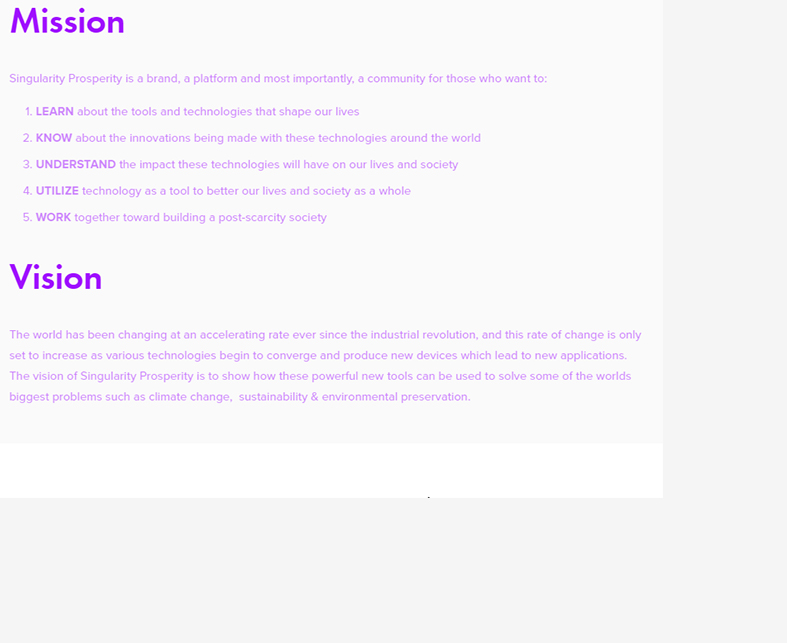 Mission
Singularity Prosperity is a brand, a platform and most importantly, a community for those who want to:
1. LEARN about the tools and technologies that shape our lives
2. KNOW about the innovations being made with these technologies around the world
3. UNDERSTAND the impact these technologies will have on our lives and society
4. UTILIZE technology as a tool to better our lives and society as a whole
5. WORK together toward building a post-scarcity society
Vision
The world has been changing at an accelerating rate ever since the industrial revolution, and this rate of change is only
set to increase as various technologies begin to converge and produce new devices which lead to new applications.
The vision of Singularity Prosperity is to show how these powerful new tools can be used to solve some of the worlds
biggest problems such as climate change,  sustainability & environmental preservation.